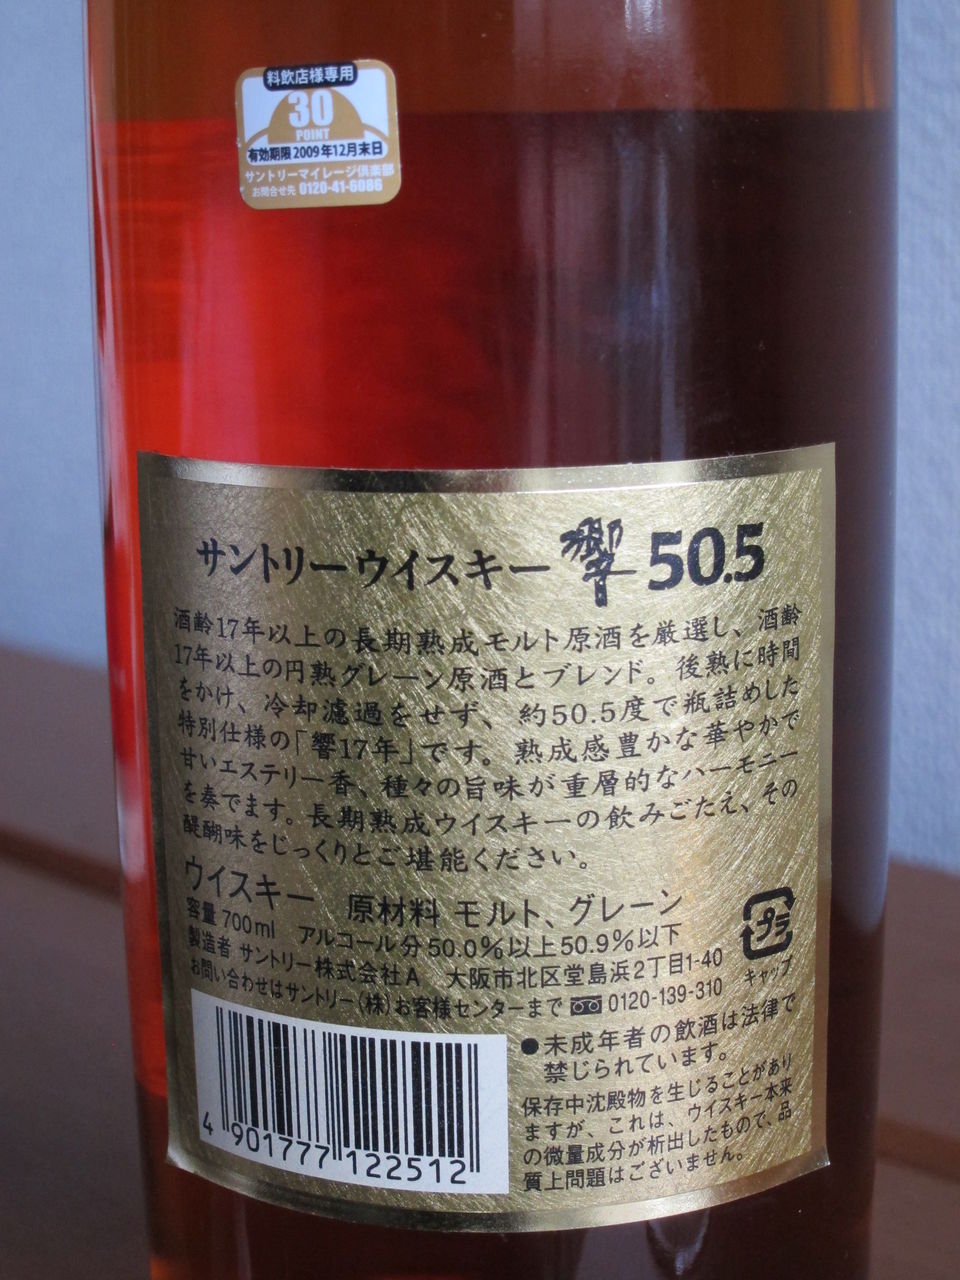 料飲店様専用
30
POINT
有効期限2009年12月末日
サントリーマイレージ倶楽部
お問合せ先 0120-41-6086
サントリーウイスキー 響 50.5
酒齢17年以上の長期熟成モルト原酒を厳選し、酒齢
17年以上の円熟グレーン原酒とブレンド。後熟に時間
をかけ、冷却濾過をせず、約50.5度で瓶詰めした
特別仕様の「響17年」です。熟成感豊かな華やかで
甘いエステリー香、種々の旨味が重層的なハーモニー
を奏でます。長期熟成ウイスキーの飲みごたえ、その
醍醐味をじっくりとご堪能ください。
ウイスキー 原材料 モルト、グレーン
容量 700ml アルコール分 50.0%以上50.9%以下
製造者 サントリー株式会社A 大阪市北区堂島浜2丁目1-40
お問い合わせはサントリー(株)お客様センターまで 0120-139-310
プラ
キャップ
●未成年者の飲酒は法律で
禁じられています。
保存中沈殿物を生じることがあり
ますが、これは、ウイスキー本来
の微量成分が析出したもので、品
質上問題はございません。
4 901777 122512